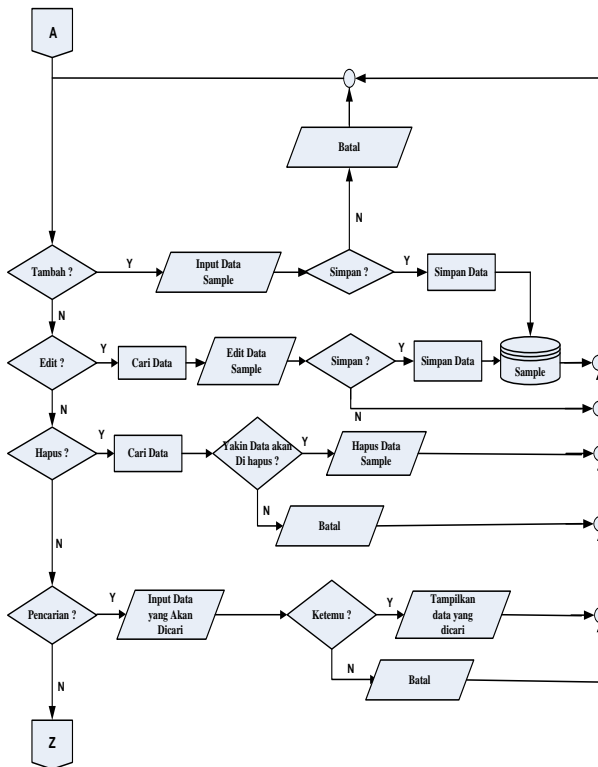 A
Batal
N
Tambah ?
Y
Input Data
Sample
Simpan ?
Y
Simpan Data
N
Edit ?
Y
Cari Data
Edit Data
Sample
Simpan ?
Y
Simpan Data
Sample
N
N
Hapus ?
Y
Cari Data
Yakin Data akan
Di hapus ?
Y
Hapus Data
Sample
N
Batal
N
Pencarian ?
Y
Input Data
yang Akan
Dicari
Ketemu ?
Y
Tampilkan
data yang
dicari
N
Batal
N
Z